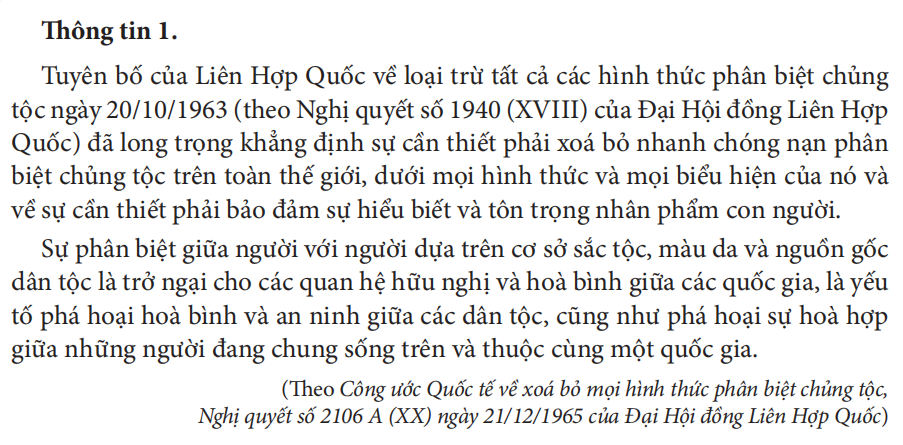 Thông tin 1.
Tuyên bố của Liên Hợp Quốc về loại trừ tất cả các hình thức phân biệt chủng
tộc ngày 20/10/1963 (theo Nghị quyết số 1940 (XVIII) của Đại Hội đồng Liên Hợp
Quốc) đã long trọng khẳng định sự cần thiết phải xoá bỏ nhanh chóng nạn phân
biệt chủng tộc trên toàn thế giới, dưới mọi hình thức và mọi biểu hiện của nó và
về sự cần thiết phải bảo đảm sự hiểu biết và tôn trọng nhân phẩm con người.
Sự phân biệt giữa người với người dựa trên cơ sở sắc tộc, màu da và nguồn gốc
dân tộc là trở ngại cho các quan hệ hữu nghị và hoà bình giữa các quốc gia, là yếu
tố phá hoại hoà bình và an ninh giữa các dân tộc, cũng như phá hoại sự hoà hợp
giữa những người đang chung sống trên và thuộc cùng một quốc gia.
(Theo Công ước Quốc tế về xoá bỏ mọi hình thức phân biệt chủng tộc,
Nghị quyết số 2106 A (XX) ngày 21/12/1965 của Đại Hội đồng Liên Hợp Quốc)